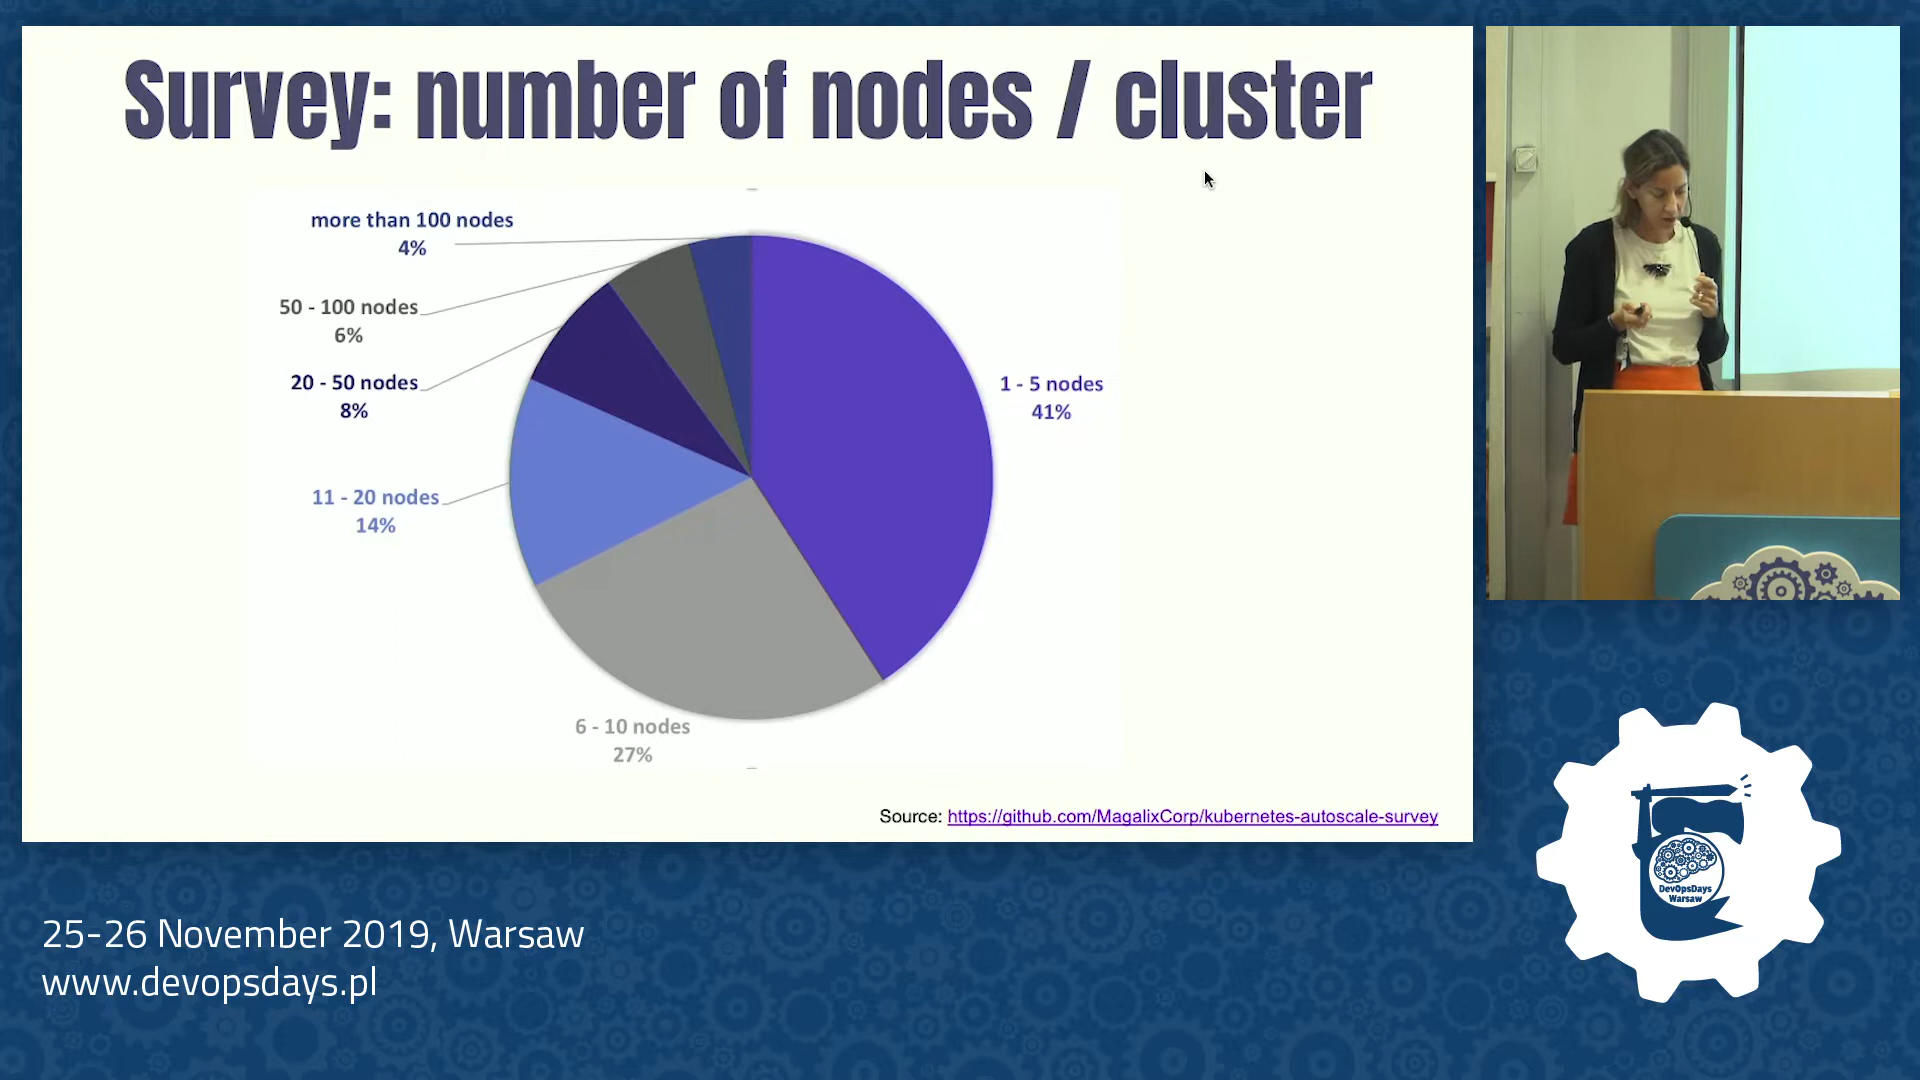 Survey: number of nodes / cluster
more than 100 nodes
4%
50 - 100 nodes
6%
20 - 50 nodes
8%
11 - 20 nodes
14%
1 - 5 nodes
41%
6 - 10 nodes
27%
Source: https://github.com/MagalixCorp/kubernetes-autoscale-survey
25-26 November 2019, Warsaw
www.devopsdays.pl
DevOpsDays
Warsaw